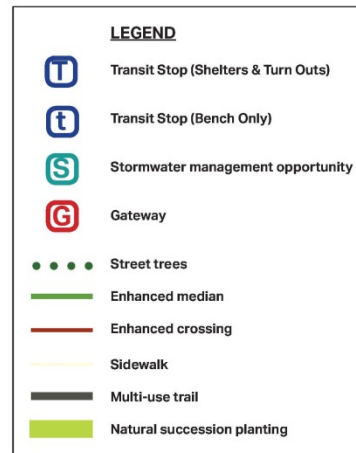 LEGEND
T Transit Stop (Shelters & Turn Outs)
t Transit Stop (Bench Only)
S Stormwater management opportunity
G Gateway
Street trees
Enhanced median
Enhanced crossing
Sidewalk
Multi-use trail
Natural succession planting